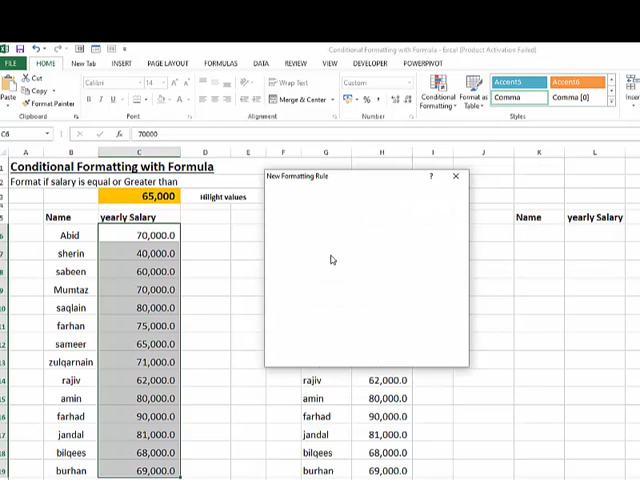 Conditional Formatting with Formula - Excel (Product Activation Failed)
FILE HOME New Tab INSERT PAGE LAYOUT FORMULAS DATA REVIEW VIEW DEVELOPER POWERPIVOT
Cut
Copy
Format Painter
Paste
Clipboard
Calibri 14
B I U
Font
Wrap Text
Merge & Center
Alignment
Custom
%
Number
Conditional Formatting
Format as Table
Accent5 Accent6
Comma Comma [0]
Styles
C6 fx 70000
A B C D E F G H I J K L
Conditional Formatting with Formula
Format if salary is equal or Greater than
65,000 Hilight values
Name yearly Salary Name yearly Salary
Abid 70,000.0
sherin 40,000.0
sabeen 60,000.0
Mumtaz 70,000.0
saqlain 80,000.0
farhan 75,000.0
sameer 65,000.0
zulqarnain 71,000.0
rajiv 62,000.0 rajiv 62,000.0
amin 80,000.0 amin 80,000.0
farhad 90,000.0 farhad 90,000.0
jandal 81,000.0 jandal 81,000.0
bilqees 68,000.0 bilqees 68,000.0
burhan 69,000.0 burhan 69,000.0
New Formatting Rule ?